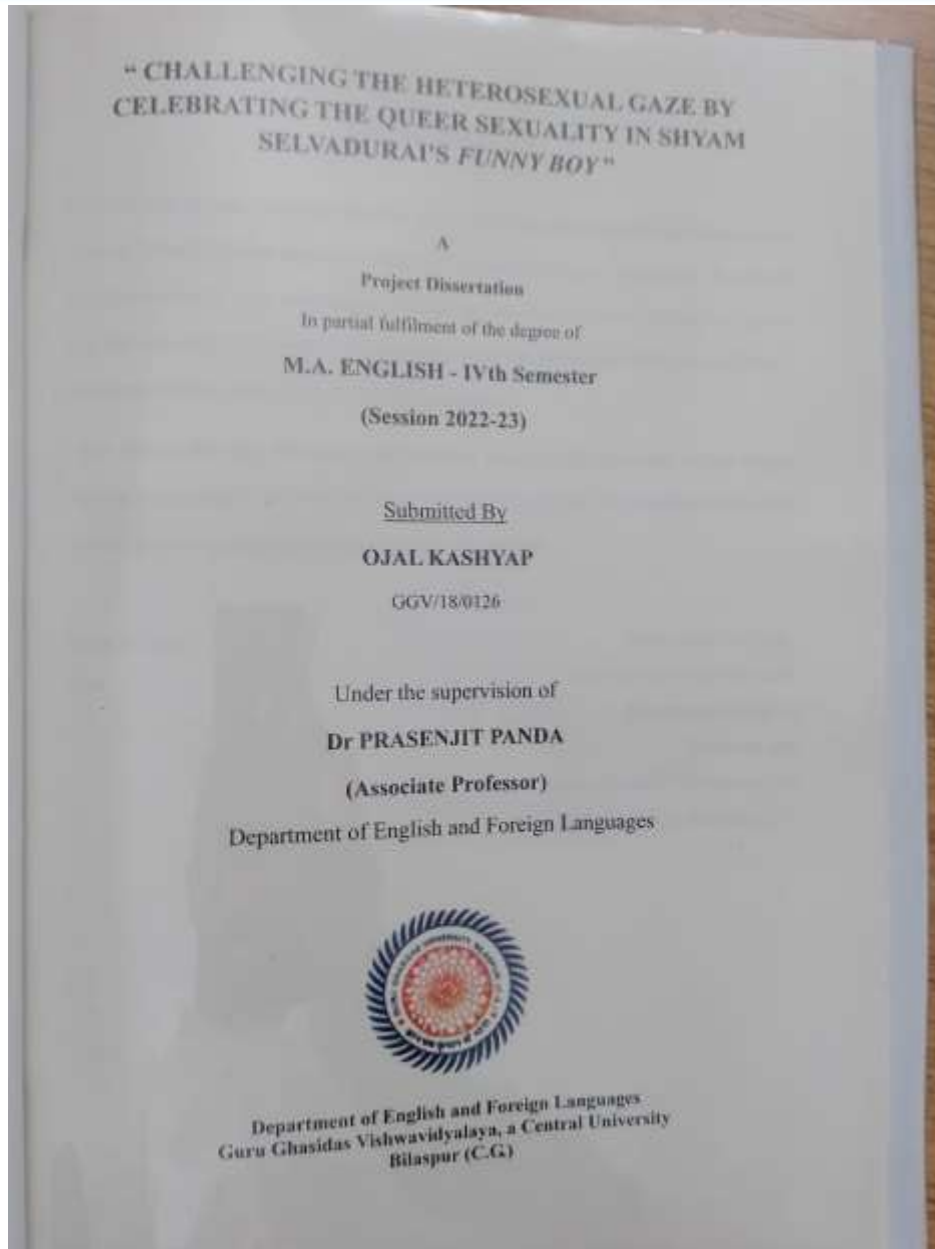 “ CHALLENGING THE HETEROSEXUAL GAZE BY
CELEBRATING THE QUEER SEXUALITY IN SHYAM
SELVADURAI'S FUNNY BOY ”
A
Project Dissertation
In partial fulfilment of the degree of
M.A. ENGLISH - IVth Semester
(Session 2022-23)
Submitted By
OJAL KASHYAP
GGV/18/0126
Under the supervision of
Dr PRASENJIT PANDA
(Associate Professor)
Department of English and Foreign Languages
Department of English and Foreign Languages
Guru Ghasidas Vishwavidyalaya, a Central University
Bilaspur (C.G.)